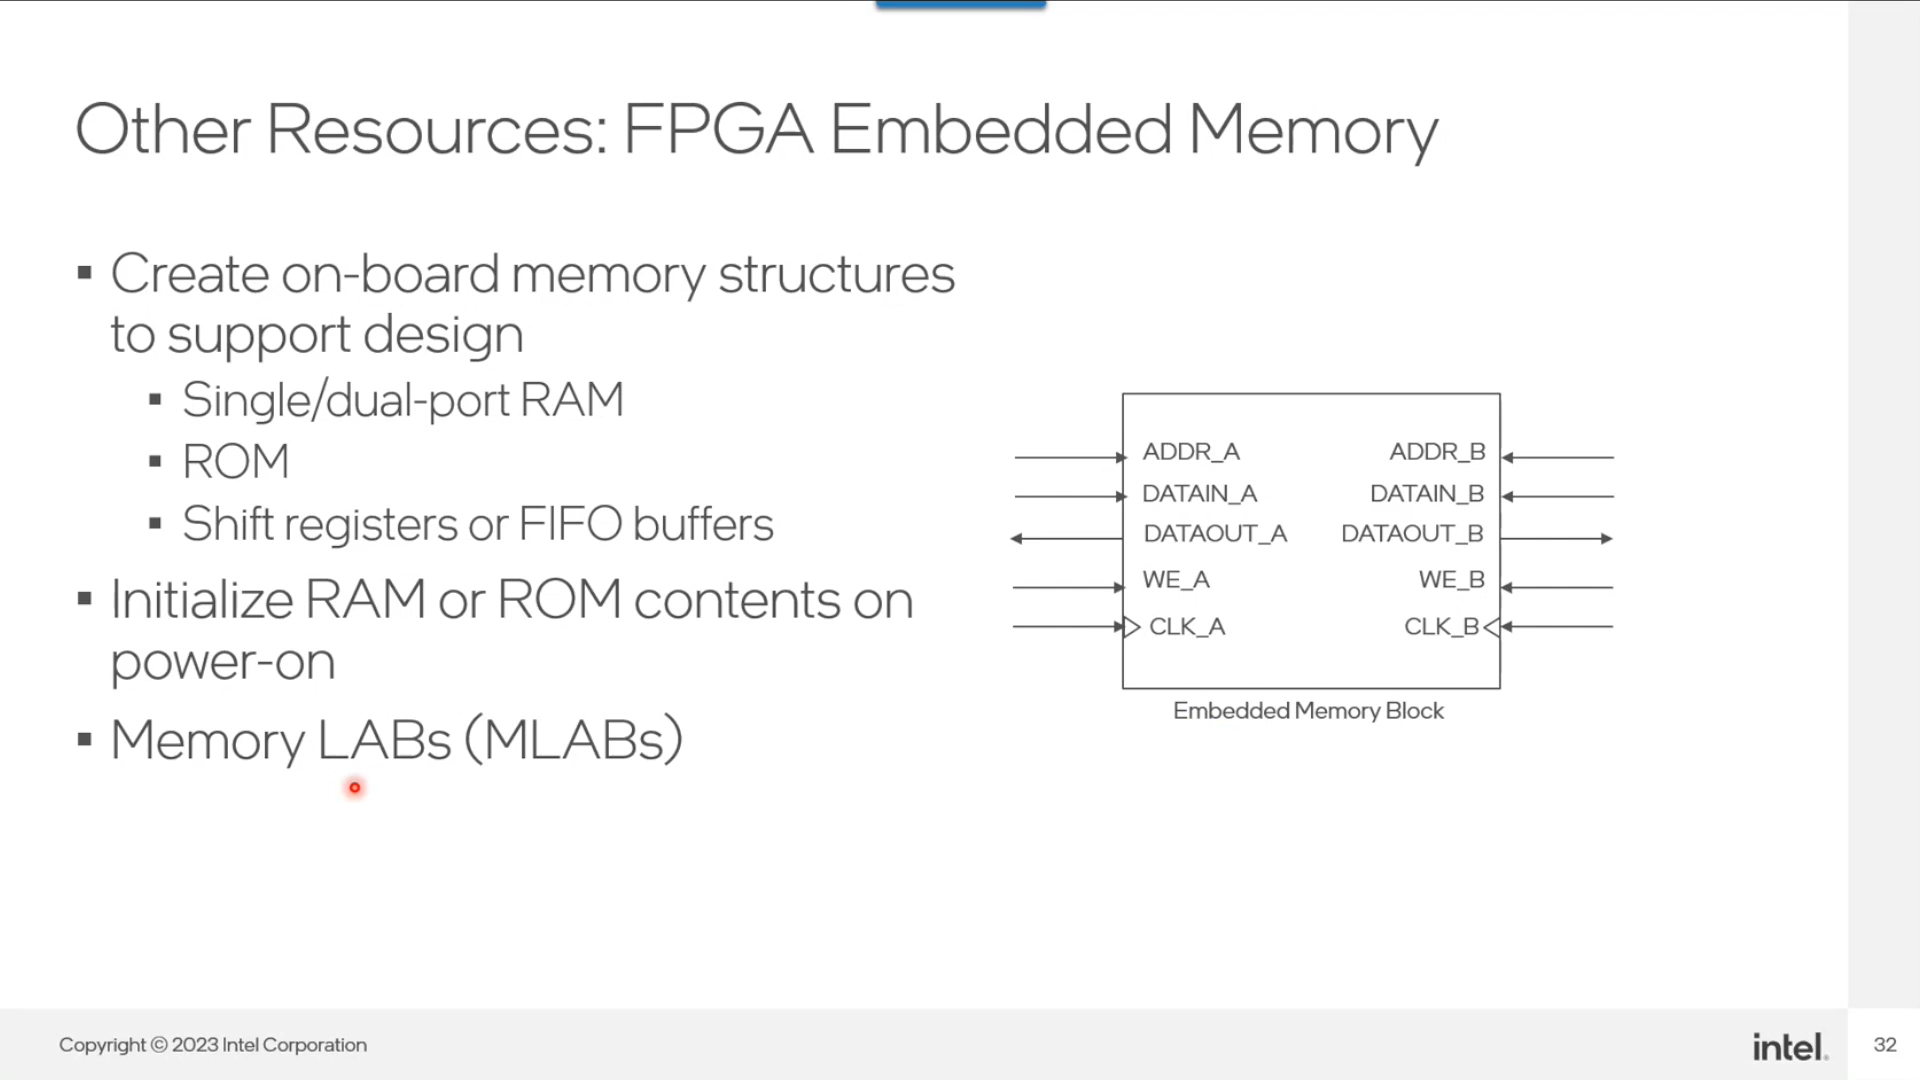 Other Resources: FPGA Embedded Memory
▪ Create on-board memory structures
to support design
▪ Single/dual-port RAM
▪ ROM
▪ Shift registers or FIFO buffers
▪ Initialize RAM or ROM contents on
power-on
▪ Memory LABs (MLABs)
ADDR_A ADDR_B
DATAIN_A DATAIN_B
DATAOUT_A DATAOUT_B
WE_A WE_B
CLK_A CLK_B
Embedded Memory Block
Copyright © 2023 Intel Corporation
intel.
32